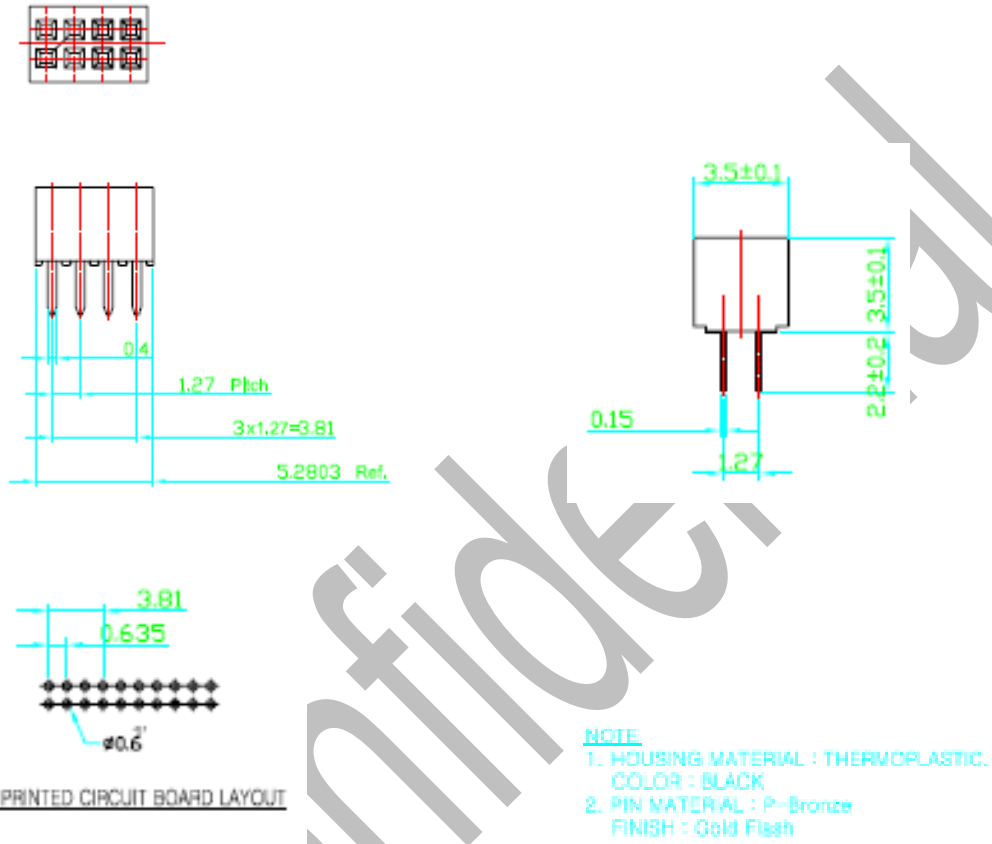 3.5±0.1
3.5±0.1
2.2±0.2
0.15
1.27
0.4
1.27 Pitch
3x1.27=3.81
5.2803 Ref.
3.81
0.635
ø0.6
PRINTED CIRCUIT BOARD LAYOUT
NOTE
1. HOUSING MATERIAL : THERMOPLASTIC.
COLOR : BLACK
2. PIN MATERIAL : P-Bronze
FINISH : Gold Flash